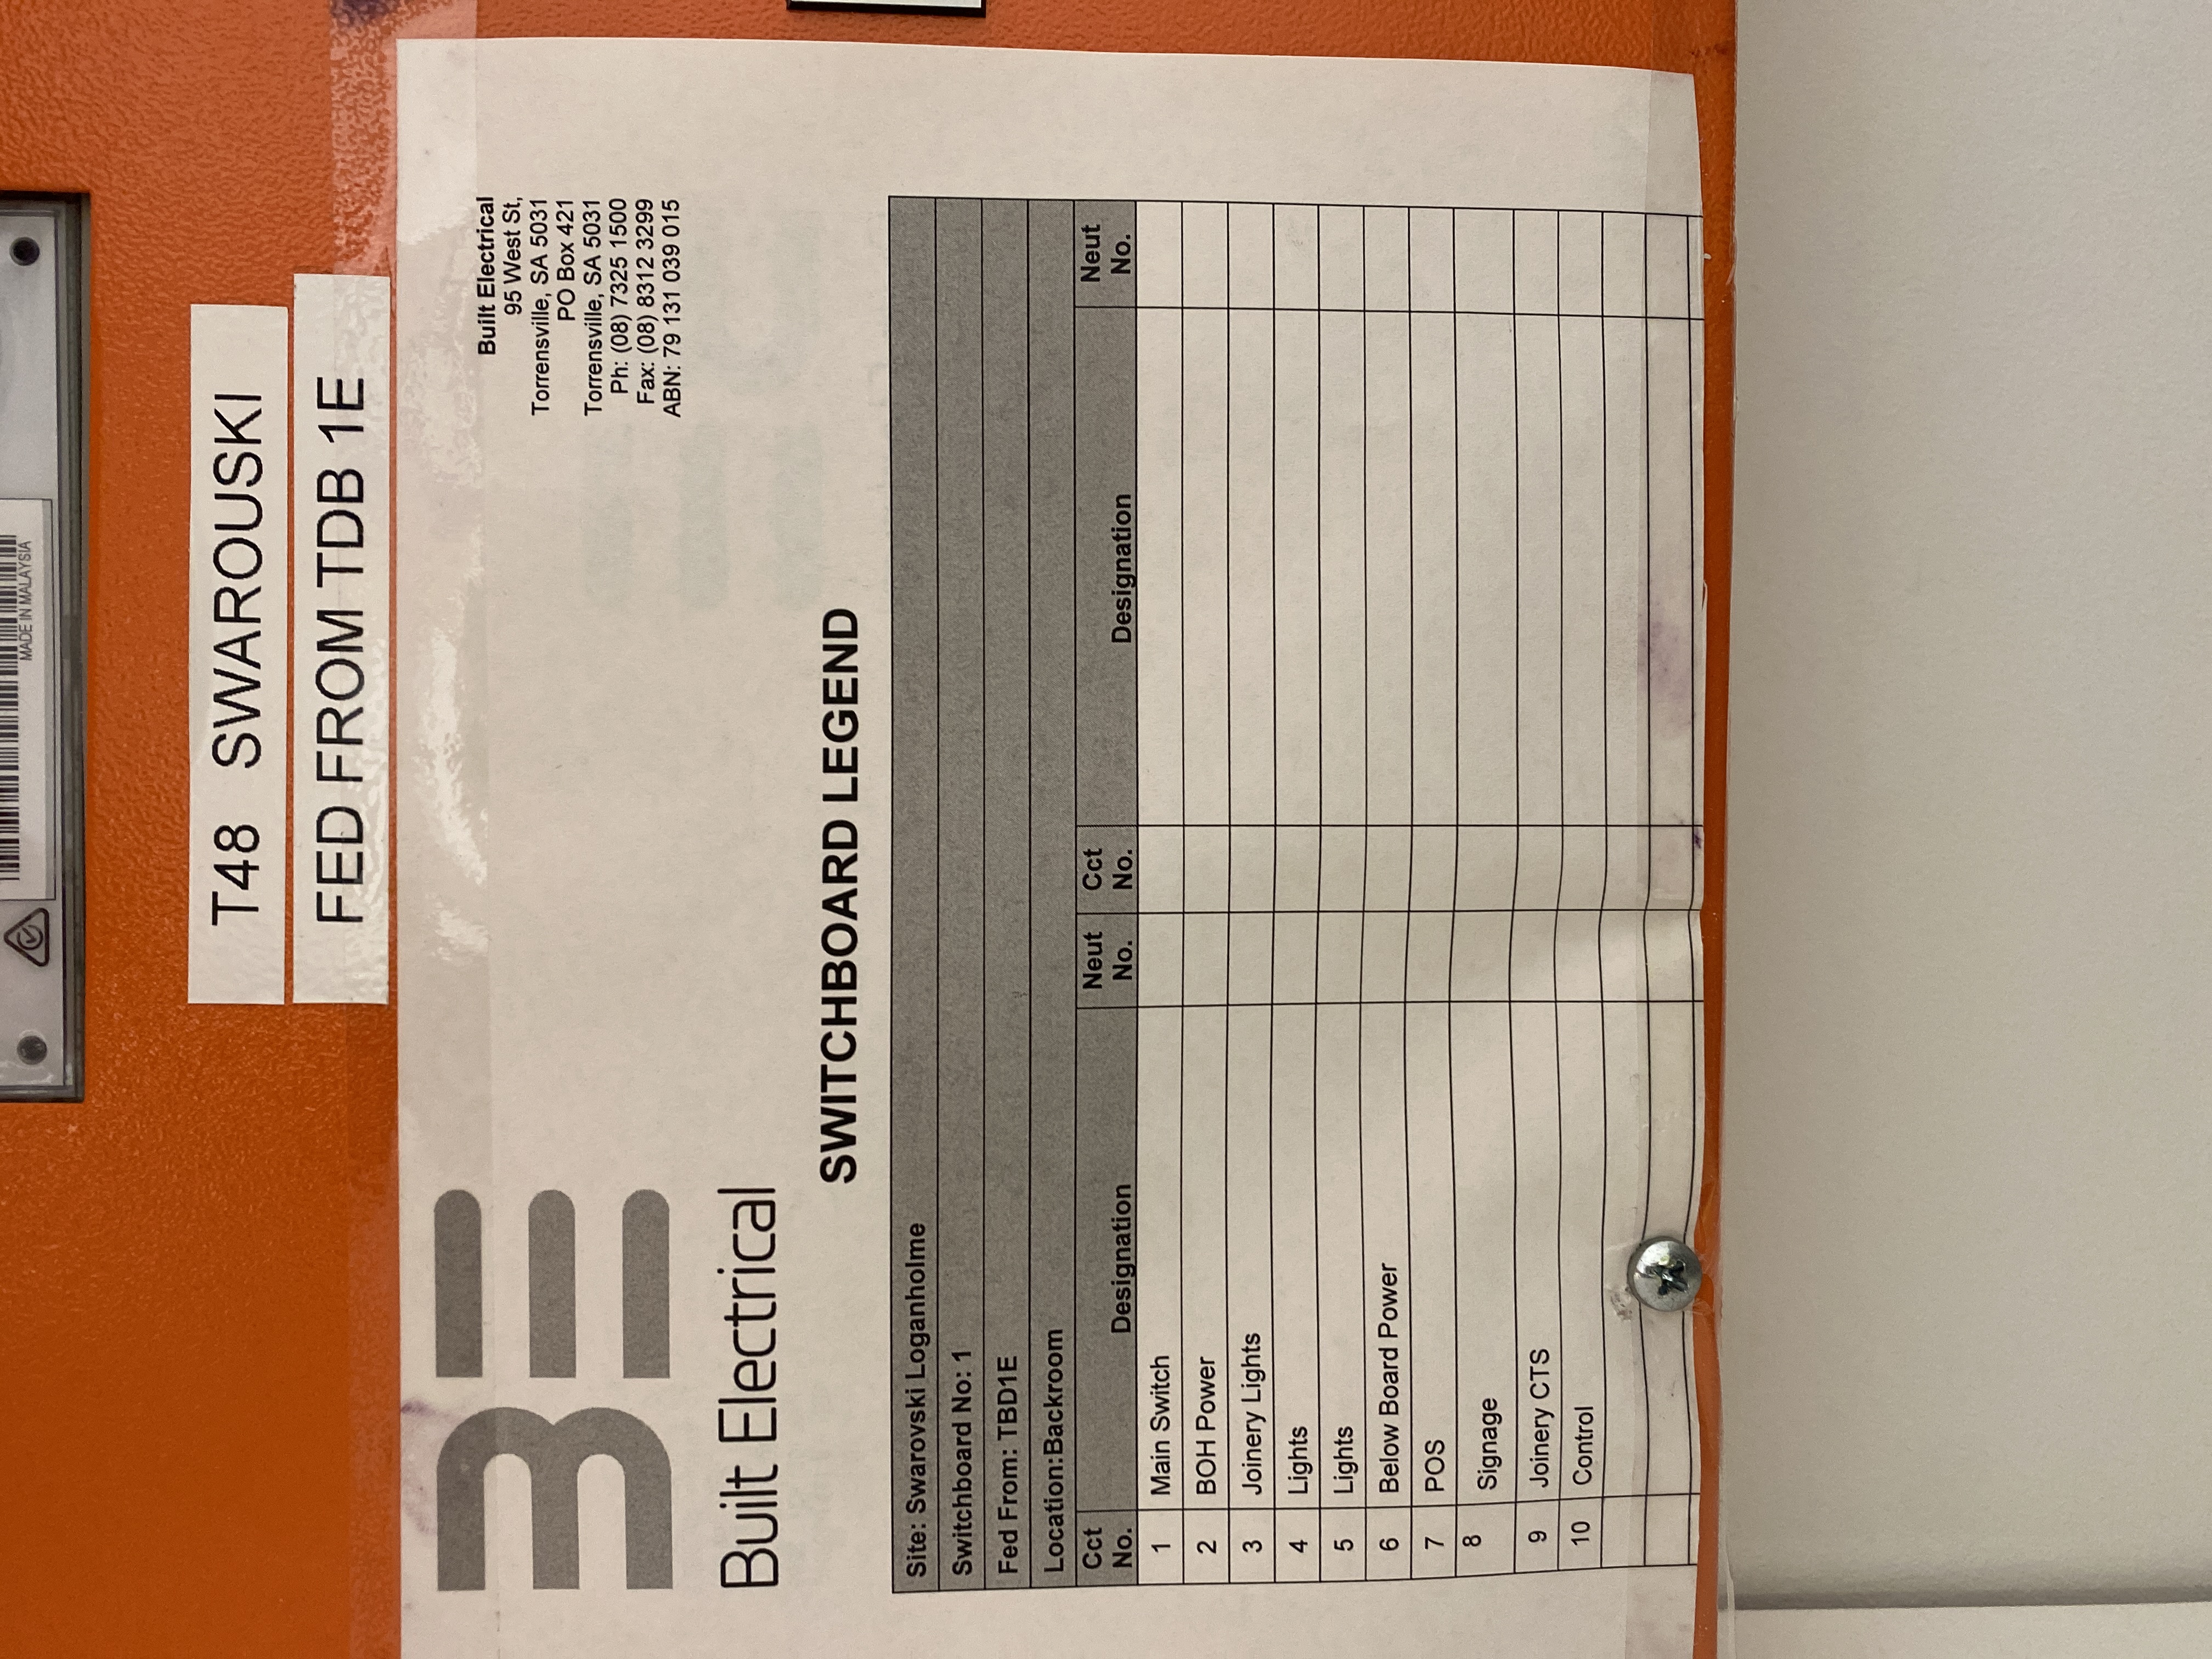 MADE IN MALAYSIA
T48 SWAROUSKI
FED FROM TDB 1E
BE
Built Electrical
Built Electrical
95 West St,
Torrensville, SA 5031
PO Box 421
Torrensville, SA 5031
Ph: (08) 7325 1500
Fax: (08) 8312 3299
ABN: 79 131 039 015
SWITCHBOARD LEGEND
Site: Swarovski Loganholme
Switchboard No: 1
Fed From: TBD1E
Location:Backroom
Cct No. Designation Neut No. Cct No. Designation Neut No.
1 Main Switch
2 BOH Power
3 Joinery Lights
4 Lights
5 Lights
6 Below Board Power
7 POS
8 Signage
9 Joinery CTS
10 Control